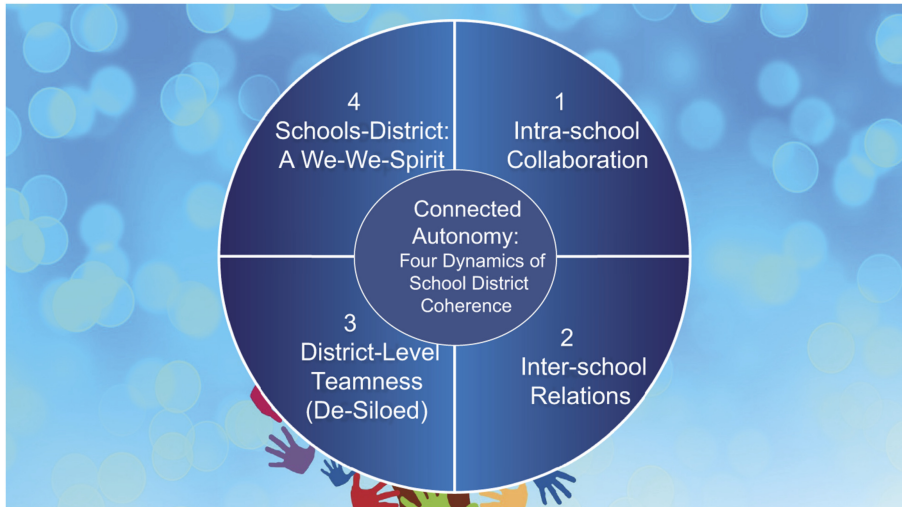 4
Schools-District:
A We-We-Spirit
1
Intra-school
Collaboration
Connected
Autonomy:
Four Dynamics of
School District
Coherence
3
District-Level
Teamness
(De-Siloed)
2
Inter-school
Relations